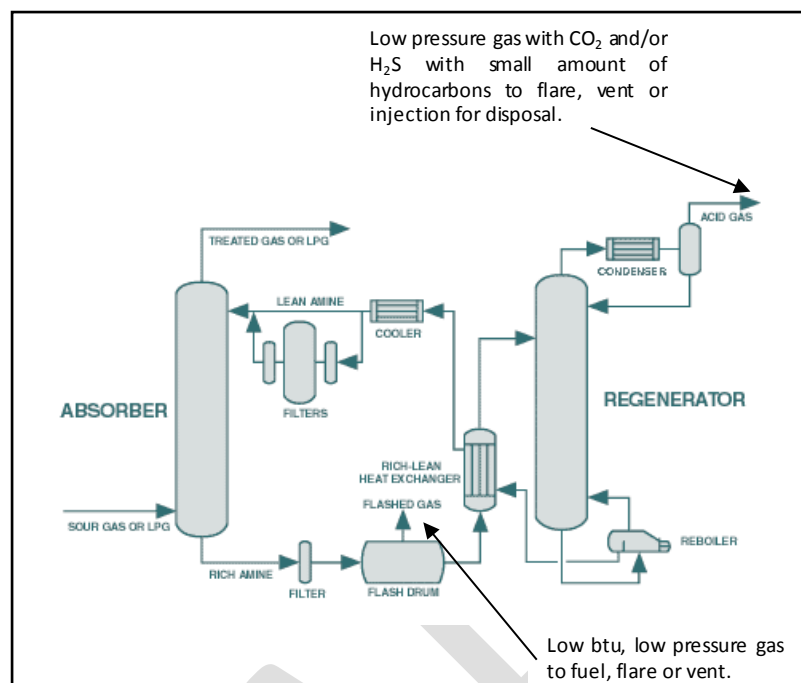 Low pressure gas with CO₂ and/or
H₂S with small amount of
hydrocarbons to flare, vent or
injection for disposal.
ACID GAS
TREATED GAS OR LPG
CONDENSER
LEAN AMINE
COOLER
FILTERS
ABSORBER
REGENERATOR
RICH-LEAN
HEAT EXCHANGER
FLASHED GAS
SOUR GAS OR LPG
REBOILER
RICH AMINE
FILTER
FLASH DRUM
Low btu, low pressure gas
to fuel, flare or vent.